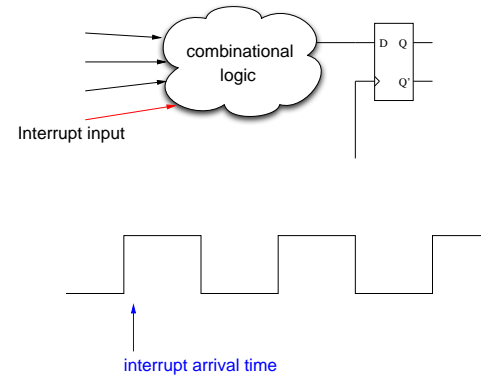 combinational
logic
D Q
Q'
Interrupt input
interrupt arrival time